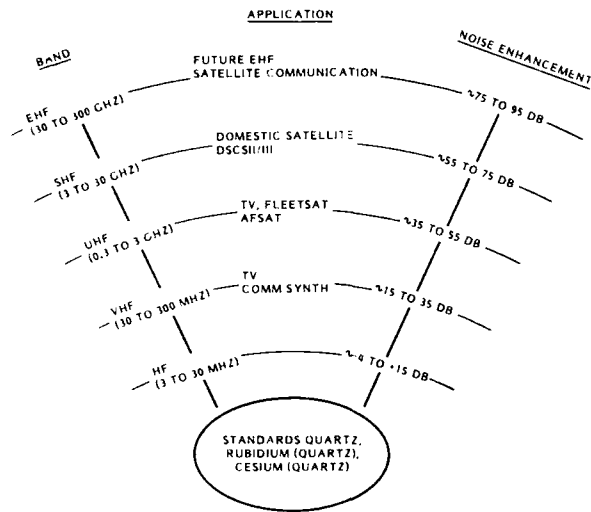 APPLICATION
BAND
NOISE ENHANCEMENT
FUTURE EHF
SATELLITE COMMUNICATION
EHF
(30 TO 300 GHZ)
~75 TO 95 DB
DOMESTIC SATELLITE
DSCSII/III
SHF
(3 TO 30 GHZ)
~55 TO 75 DB
TV, FLEETSAT
AFSAT
UHF
(0.3 TO 3 GHZ)
~35 TO 55 DB
TV
COMM SYNTH
VHF
(30 TO 300 MHZ)
~15 TO 35 DB
HF
(3 TO 30 MHZ)
TO +15 DB
STANDARDS QUARTZ,
RUBIDIUM (QUARTZ),
CESIUM (QUARTZ)